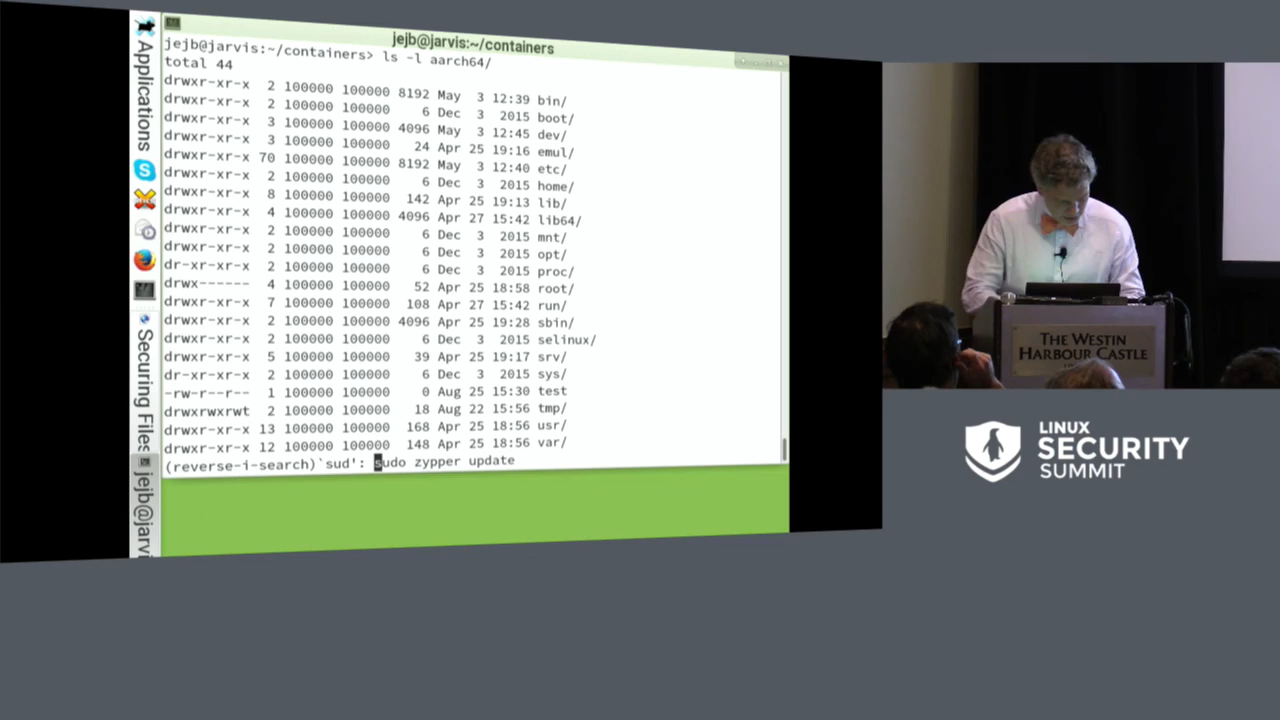 Applications
Securing Files
jejb@jarvi
jejb@jarvis:~/containers
jejb@jarvis:~/containers> ls -l aarch64/
total 44
drwxr-xr-x 2 100000 100000 8192 May 3 12:39 bin/
drwxr-xr-x 2 100000 100000 6 Dec 3 2015 boot/
drwxr-xr-x 3 100000 100000 4096 May 3 12:45 dev/
drwxr-xr-x 3 100000 100000 24 Apr 25 19:16 emul/
drwxr-xr-x 70 100000 100000 8192 May 3 12:40 etc/
drwxr-xr-x 2 100000 100000 6 Dec 3 2015 home/
drwxr-xr-x 8 100000 100000 142 Apr 25 19:13 lib/
drwxr-xr-x 4 100000 100000 4096 Apr 27 15:42 lib64/
drwxr-xr-x 2 100000 100000 6 Dec 3 2015 mnt/
drwxr-xr-x 2 100000 100000 6 Dec 3 2015 opt/
dr-xr-xr-x 2 100000 100000 6 Dec 3 2015 proc/
drwx------ 4 100000 100000 52 Apr 25 18:58 root/
drwxr-xr-x 7 100000 100000 108 Apr 27 15:42 run/
drwxr-xr-x 2 100000 100000 4096 Apr 25 19:28 sbin/
drwxr-xr-x 2 100000 100000 6 Dec 3 2015 selinux/
drwxr-xr-x 5 100000 100000 39 Apr 25 19:17 srv/
dr-xr-xr-x 2 100000 100000 6 Dec 3 2015 sys/
-rw-r--r-- 1 100000 100000 0 Aug 25 15:30 test
drwxrwxrwt 2 100000 100000 18 Aug 22 15:56 tmp/
drwxr-xr-x 13 100000 100000 168 Apr 25 18:56 usr/
drwxr-xr-x 12 100000 100000 148 Apr 25 18:56 var/
(reverse-i-search)`sud': sudo zypper update
THE WESTIN
HARBOUR CASTLE
LINUX
SECURITY
SUMMIT